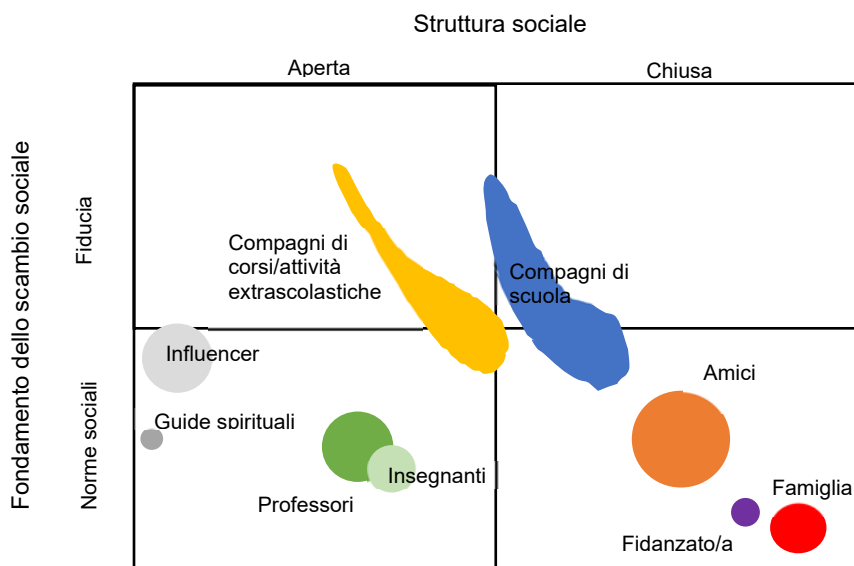 Struttura sociale
Aperta
Chiusa
Fondamento dello scambio sociale
Fiducia
Norme sociali
Compagni di
corsi/attività
extrascolastiche
Compagni di
scuola
Influencer
Amici
Guide spirituali
Insegnanti
Professori
Famiglia
Fidanzato/a